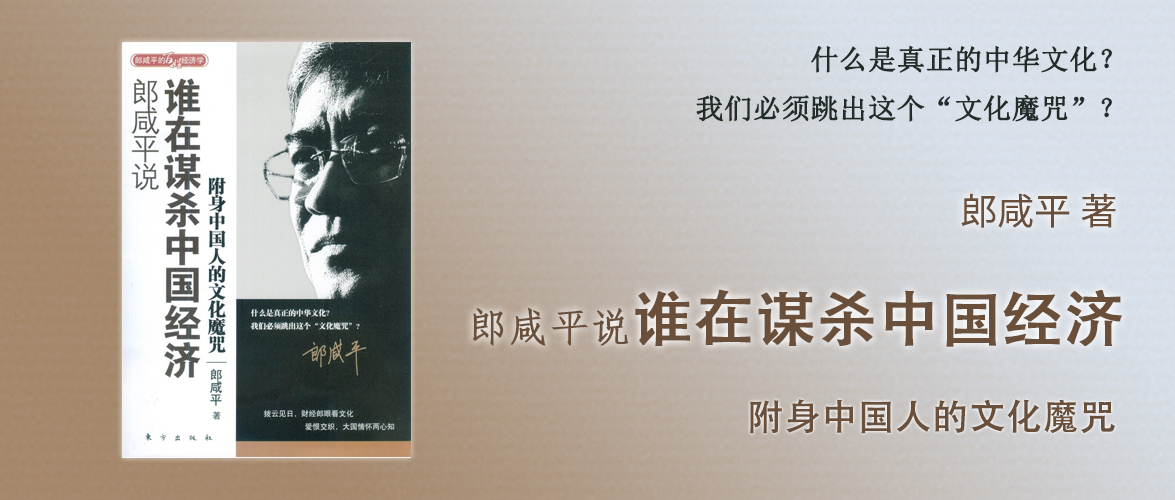 郎咸平的
经济学
郎咸平说
谁在谋杀中国经济
附身中国人的文化魔咒
郎咸平 著
什么是真正的中华文化?
我们必须跳出这个“文化魔咒”?
郎咸平
拨云见日,财经郎眼看文化
爱恨交织,大国情怀两心知
东方出版社
什么是真正的中华文化?
我们必须跳出这个“文化魔咒”?
郎咸平 著
郎咸平说谁在谋杀中国经济
附身中国人的文化魔咒